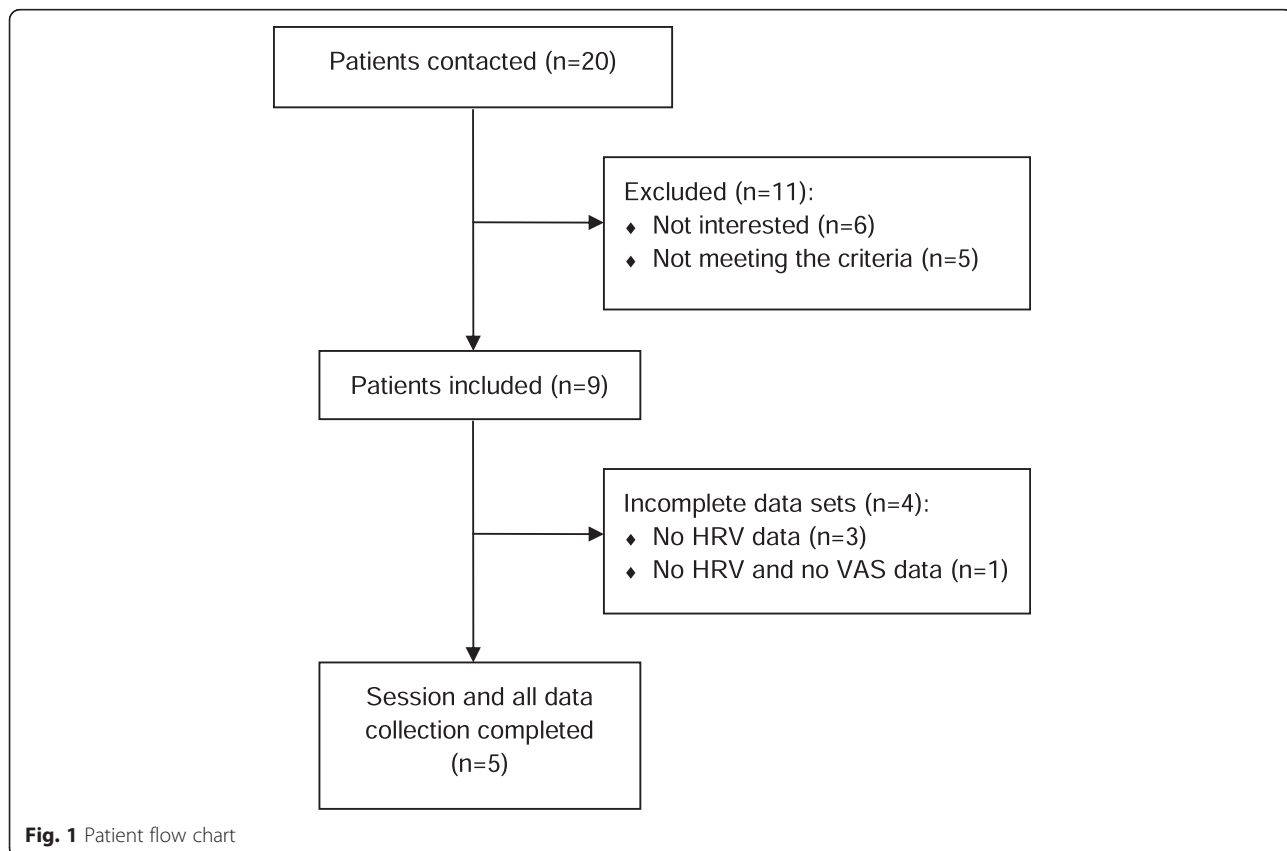 Patients contacted (n=20)
Excluded (n=11):
♦ Not interested (n=6)
♦ Not meeting the criteria (n=5)
Patients included (n=9)
Incomplete data sets (n=4):
♦ No HRV data (n=3)
♦ No HRV and no VAS data (n=1)
Session and all data
collection completed
(n=5)
Fig. 1 Patient flow chart